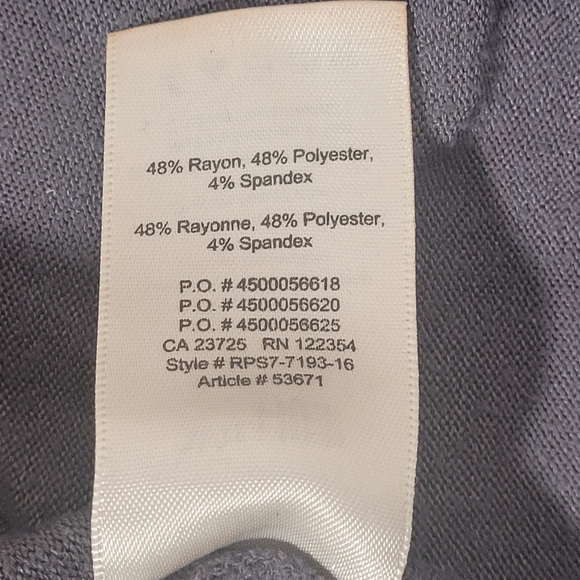 48% Rayon, 48% Polyester,
4% Spandex
48% Rayonne, 48% Polyester,
4% Spandex
P.O. # 4500056618
P.O. # 4500056620
P.O. # 4500056625
CA 23725 RN 122354
Style # RPS7-7193-16
Article # 53671